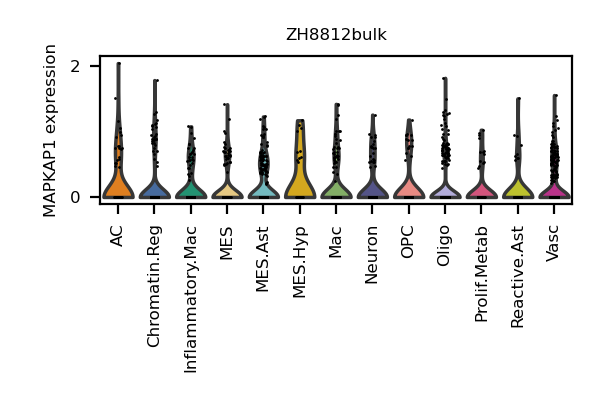 ZH8812bulk
MAPKAP1 expression
2
0
AC
Chromatin.Reg
Inflammatory.Mac
MES
MES.Ast
MES.Hyp
Mac
Neuron
OPC
Oligo
Prolif.Metab
Reactive.Ast
Vasc